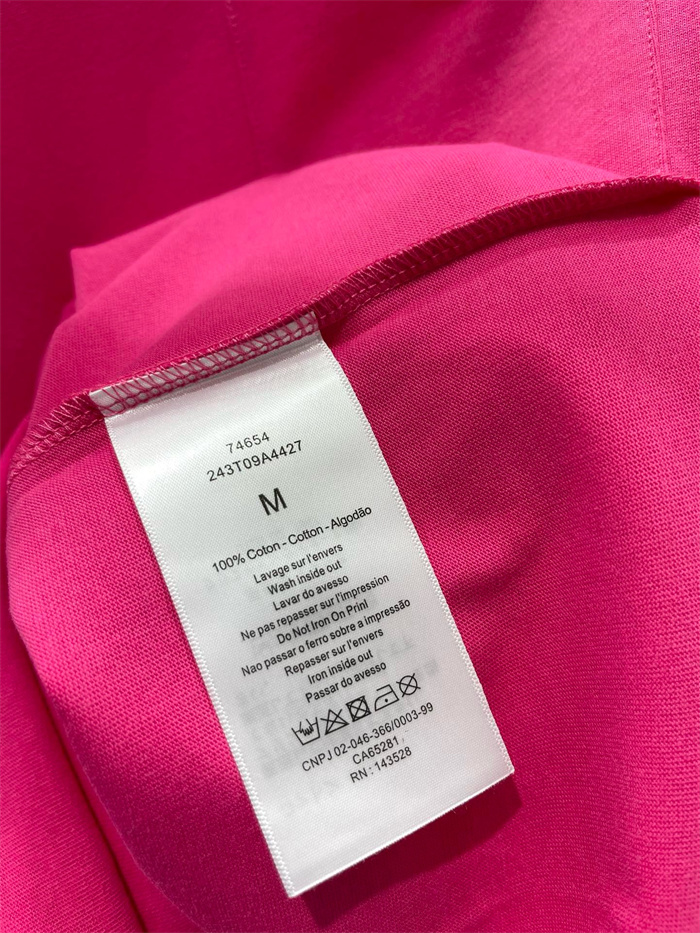 74654
243T09A4427
M
100% Coton - Cotton - Algodão
Lavage sur l'envers
Wash inside out
Lavar do avesso
Ne pas repasser sur l'impression
Do Not Iron On Prinl
Nao passar o ferro sobre a impressão
Repasser sur l'envers
Iron inside out
Passar do avesso
CNPJ 02-046-366/0003-99
CA65281
RN : 143528